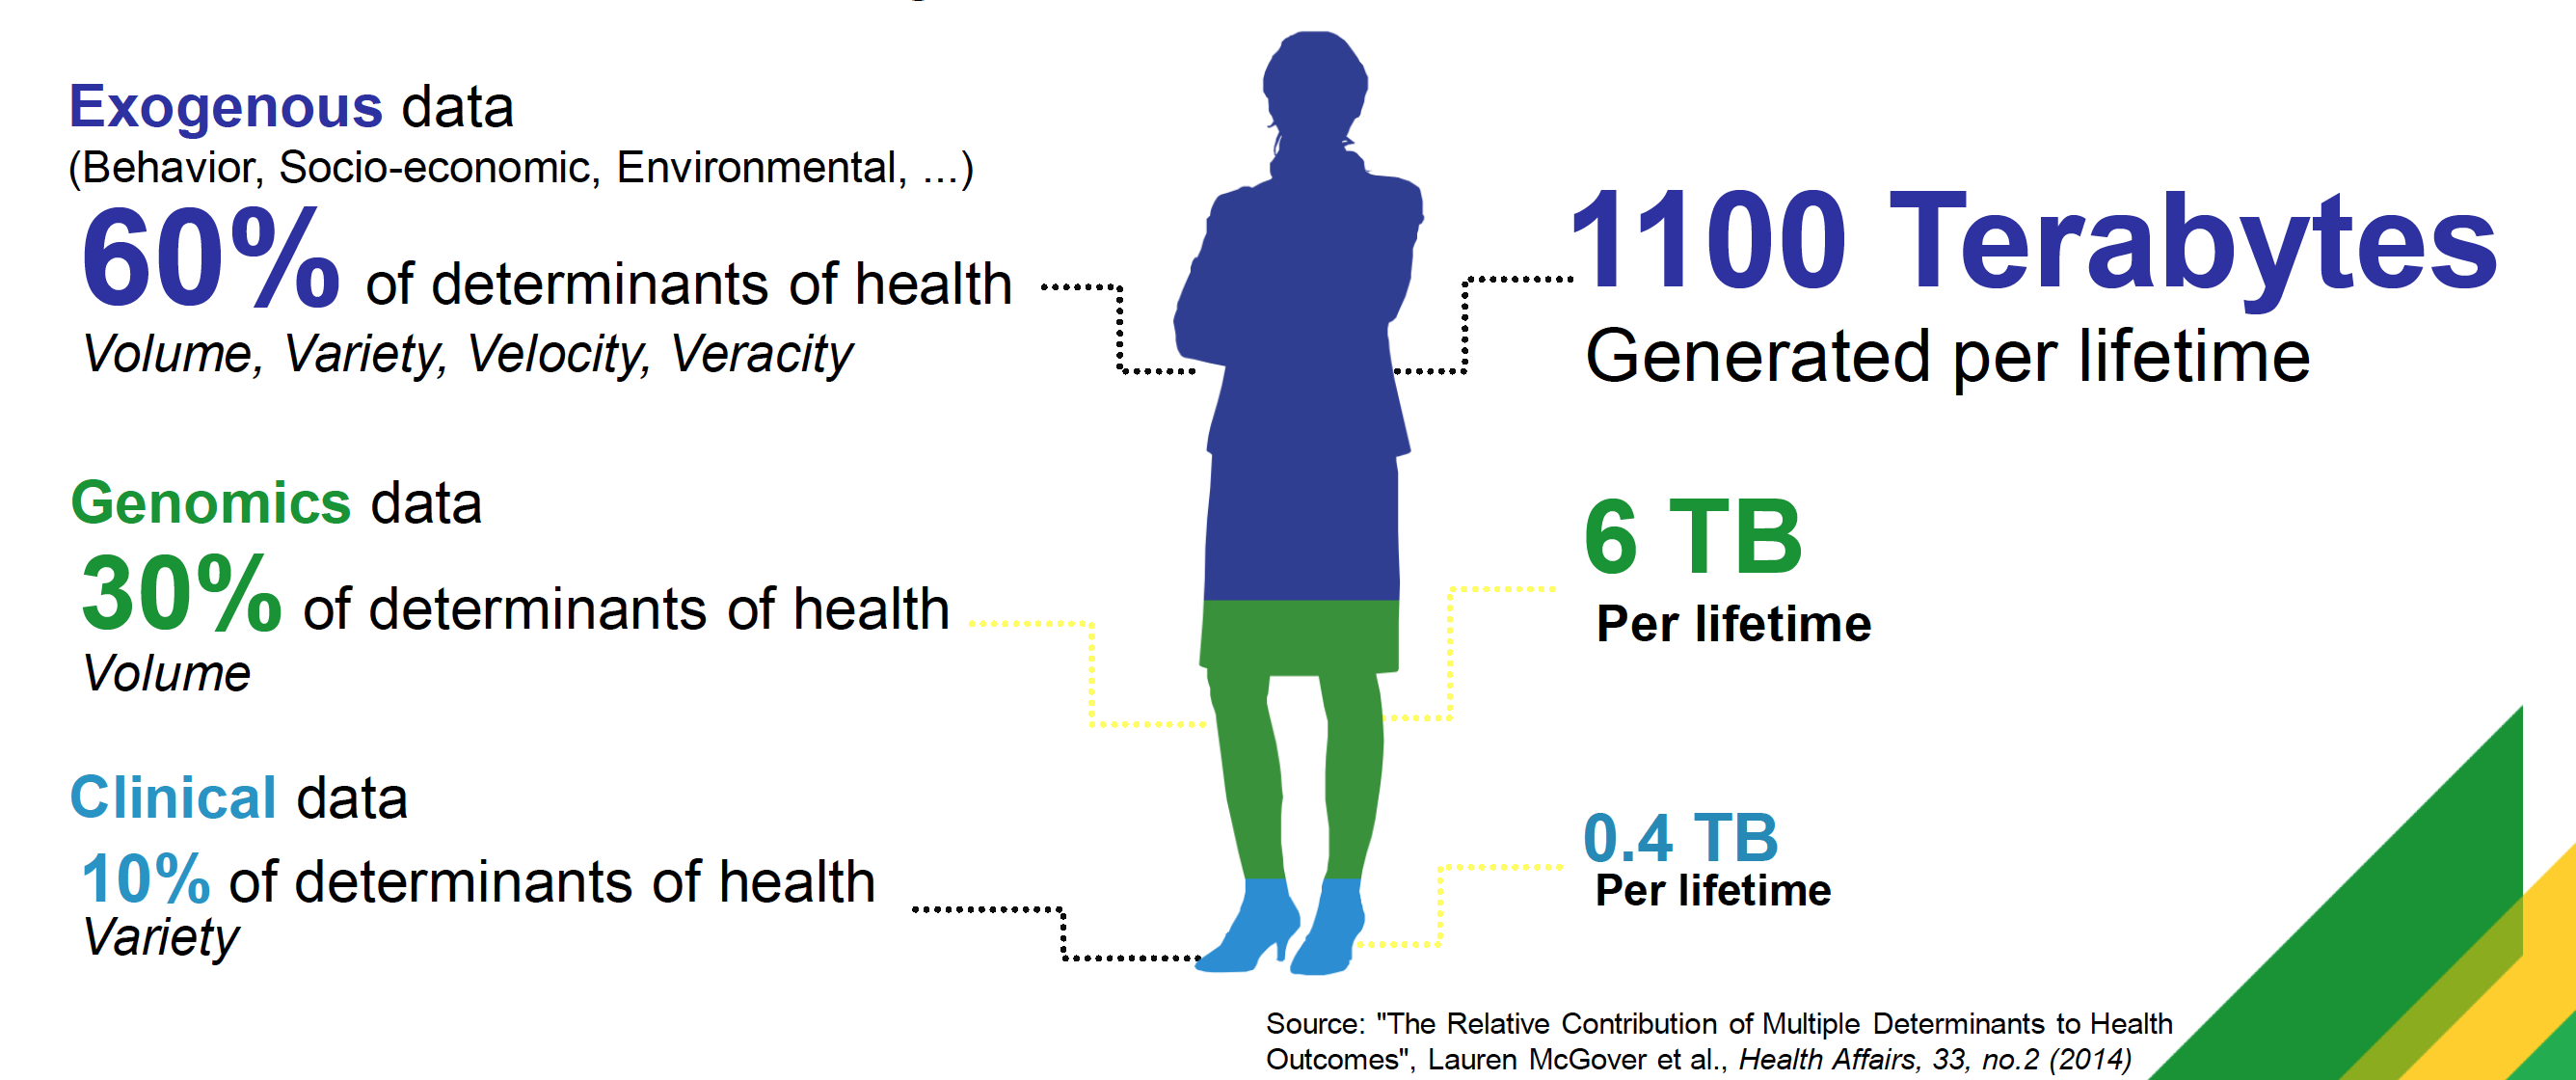 Exogenous data
(Behavior, Socio-economic, Environmental, ...)
60% of determinants of health
Volume, Variety, Velocity, Veracity
1100 Terabytes
Generated per lifetime
Genomics data
30% of determinants of health
Volume
6 TB
Per lifetime
Clinical data
10% of determinants of health
Variety
0.4 TB
Per lifetime
Source: "The Relative Contribution of Multiple Determinants to Health
Outcomes", Lauren McGover et al., Health Affairs, 33, no.2 (2014)